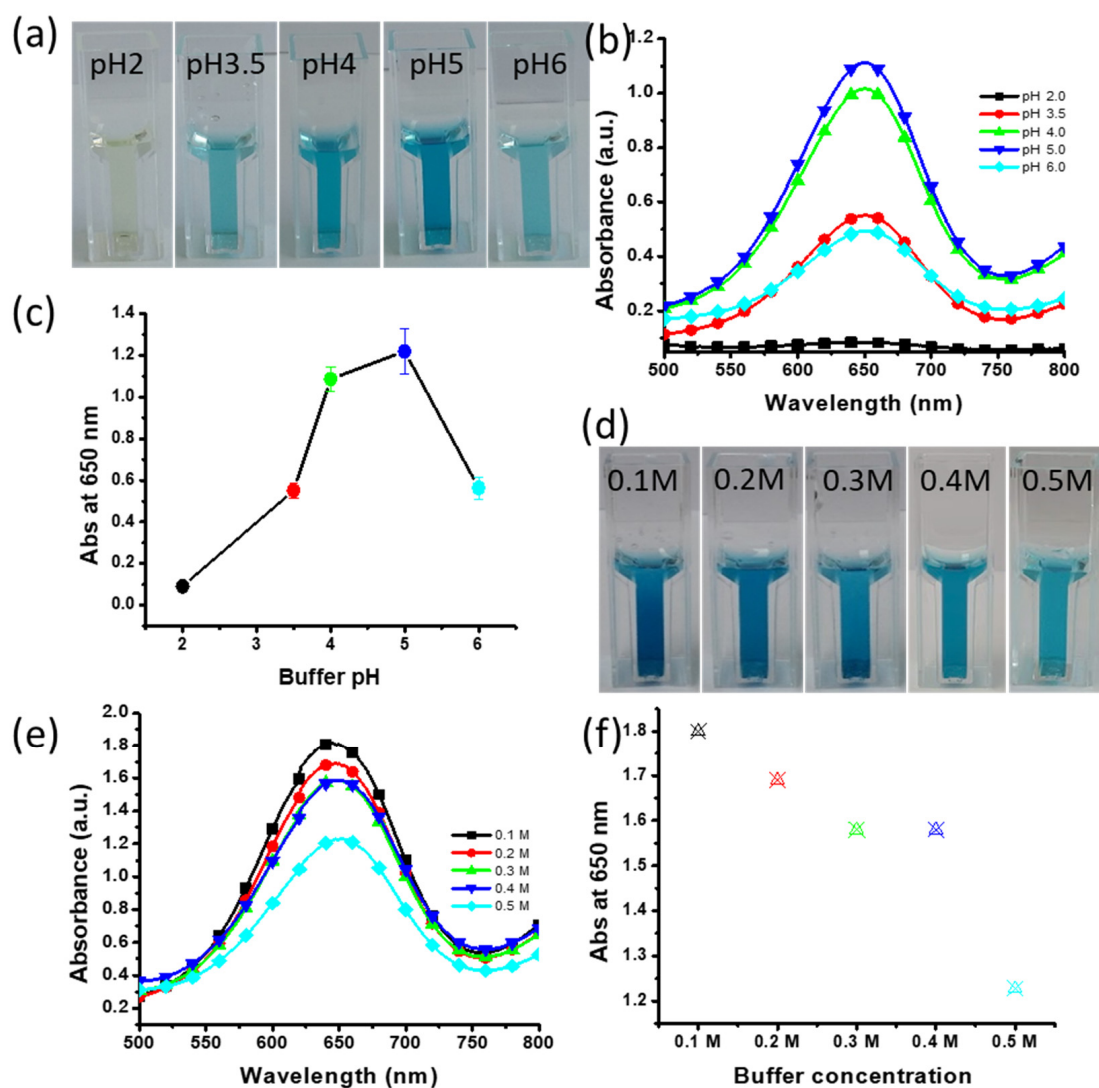 (a)
pH2 pH3.5 pH4 pH5 pH6
(b)
1.2
1.0
0.8
0.6
0.4
0.2
Absorbance (a.u.)
pH 2.0
pH 3.5
pH 4.0
pH 5.0
pH 6.0
500 550 600 650 700 750 800
Wavelength (nm)
(c)
1.4
1.2
1.0
0.8
0.6
0.4
0.2
0.0
Abs at 650 nm
2 3 4 5 6
Buffer pH
(d)
0.1M 0.2M 0.3M 0.4M 0.5M
(e)
2.0
1.8
1.6
1.4
1.2
1.0
0.8
0.6
0.4
0.2
Absorbance (a.u.)
0.1 M
0.2 M
0.3 M
0.4 M
0.5 M
500 550 600 650 700 750 800
Wavelength (nm)
(f)
1.8
1.7
1.6
1.5
1.4
1.3
1.2
Abs at 650 nm
0.1 M 0.2 M 0.3 M 0.4 M 0.5 M
Buffer concentration